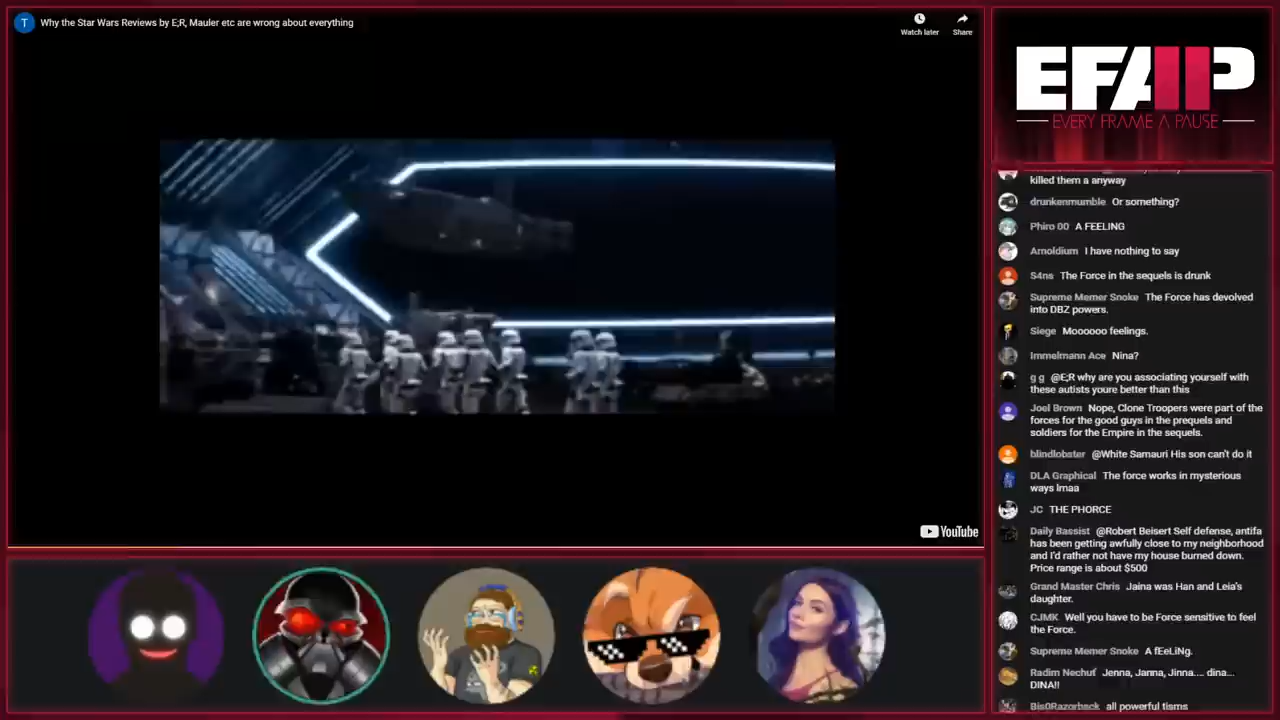 T
Why the Star Wars Reviews by E;R, Mauler etc are wrong about everything
Watch later
Share
YouTube
EFAP
EVERY FRAME A PAUSE
killed them a anyway
drunkenmumble Or something?
Phiro 00 A FEELING
Arnoldium I have nothing to say
S4ns The Force in the sequels is drunk
Supreme Memer Snoke The Force has devolved
into DBZ powers.
Siege Moooooo feelings.
Immelmann Ace Nina?
g g @E;R why are you associating yourself with
these autists youre better than this
Joel Brown Nope, Clone Troopers were part of the
forces for the good guys in the prequels and
soldiers for the Empire in the sequels.
blindlobster @White Samauri His son can't do it
DLA Graphical The force works in mysterious
ways lmaa
JC THE PHORCE
Daily Bassist @Robert Beisert Self defense, antifa
has been getting awfully close to my neighborhood
and I'd rather not have my house burned down.
Price range is about $500
Grand Master Chris Jaina was Han and Leia's
daughter.
CJMK Well you have to be Force sensitive to feel
the Force.
Supreme Memer Snoke A fEeLiNg.
Radim Nechuf Jenna, Janna, Jinna.... dina...
DINA!!
Bis0Razorback all powerful tisms